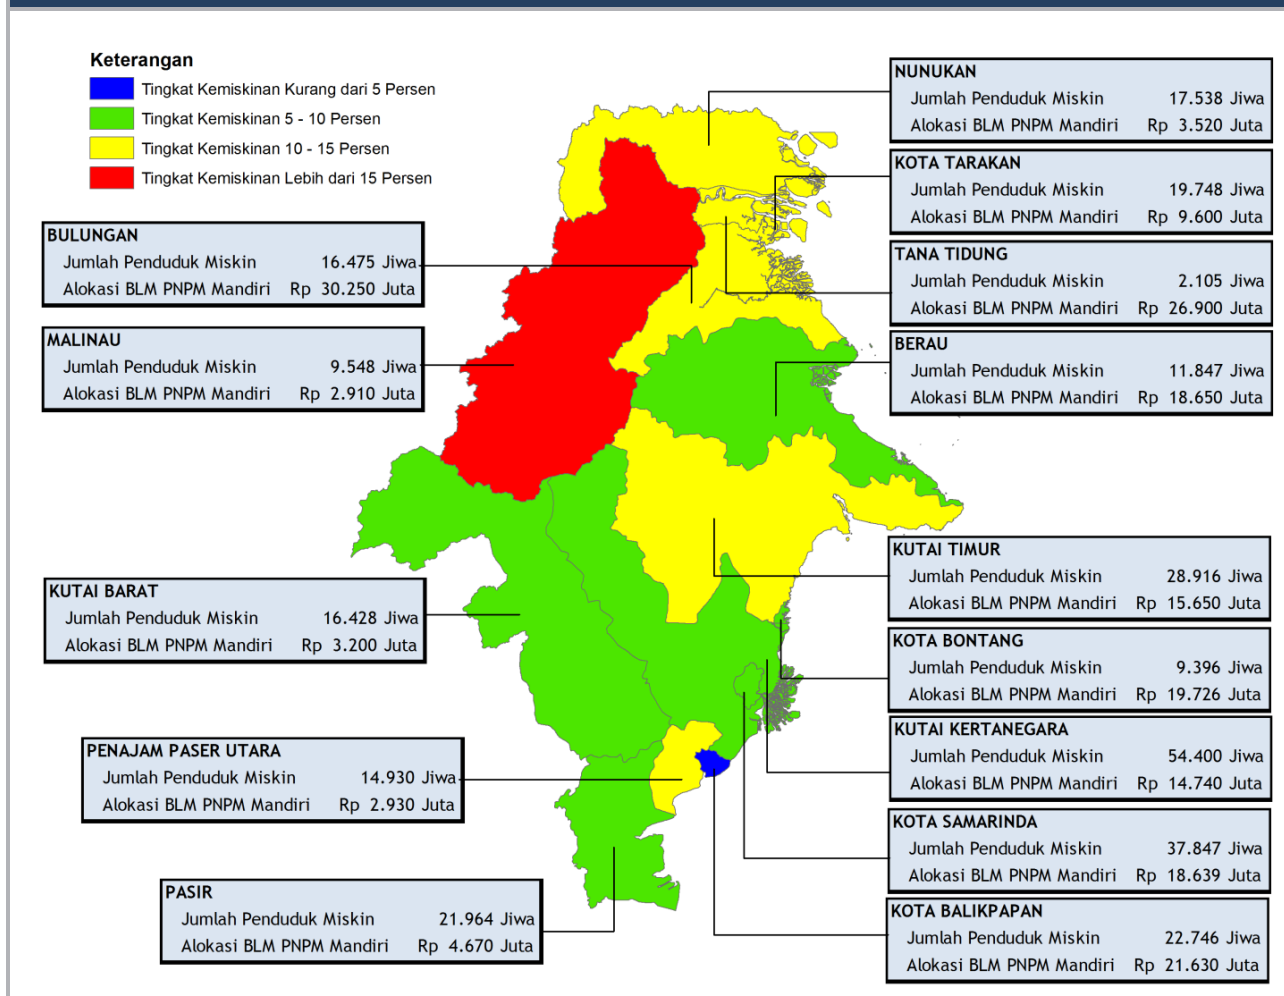 Keterangan
Tingkat Kemiskinan Kurang dari 5 Persen
Tingkat Kemiskinan 5 - 10 Persen
Tingkat Kemiskinan 10 - 15 Persen
Tingkat Kemiskinan Lebih dari 15 Persen
BULUNGAN
Jumlah Penduduk Miskin 16.475 Jiwa
Alokasi BLM PNPM Mandiri Rp 30.250 Juta
MALINAU
Jumlah Penduduk Miskin 9.548 Jiwa
Alokasi BLM PNPM Mandiri Rp 2.910 Juta
KUTAI BARAT
Jumlah Penduduk Miskin 16.428 Jiwa
Alokasi BLM PNPM Mandiri Rp 3.200 Juta
PENAJAM PASER UTARA
Jumlah Penduduk Miskin 14.930 Jiwa
Alokasi BLM PNPM Mandiri Rp 2.930 Juta
PASIR
Jumlah Penduduk Miskin 21.964 Jiwa
Alokasi BLM PNPM Mandiri Rp 4.670 Juta
NUNUKAN
Jumlah Penduduk Miskin 17.538 Jiwa
Alokasi BLM PNPM Mandiri Rp 3.520 Juta
KOTA TARAKAN
Jumlah Penduduk Miskin 19.748 Jiwa
Alokasi BLM PNPM Mandiri Rp 9.600 Juta
TANA TIDUNG
Jumlah Penduduk Miskin 2.105 Jiwa
Alokasi BLM PNPM Mandiri Rp 26.900 Juta
BERAU
Jumlah Penduduk Miskin 11.847 Jiwa
Alokasi BLM PNPM Mandiri Rp 18.650 Juta
KUTAI TIMUR
Jumlah Penduduk Miskin 28.916 Jiwa
Alokasi BLM PNPM Mandiri Rp 15.650 Juta
KOTA BONTANG
Jumlah Penduduk Miskin 9.396 Jiwa
Alokasi BLM PNPM Mandiri Rp 19.726 Juta
KUTAI KERTANEGARA
Jumlah Penduduk Miskin 54.400 Jiwa
Alokasi BLM PNPM Mandiri Rp 14.740 Juta
KOTA SAMARINDA
Jumlah Penduduk Miskin 37.847 Jiwa
Alokasi BLM PNPM Mandiri Rp 18.639 Juta
KOTA BALIKPAPAN
Jumlah Penduduk Miskin 22.746 Jiwa
Alokasi BLM PNPM Mandiri Rp 21.630 Juta